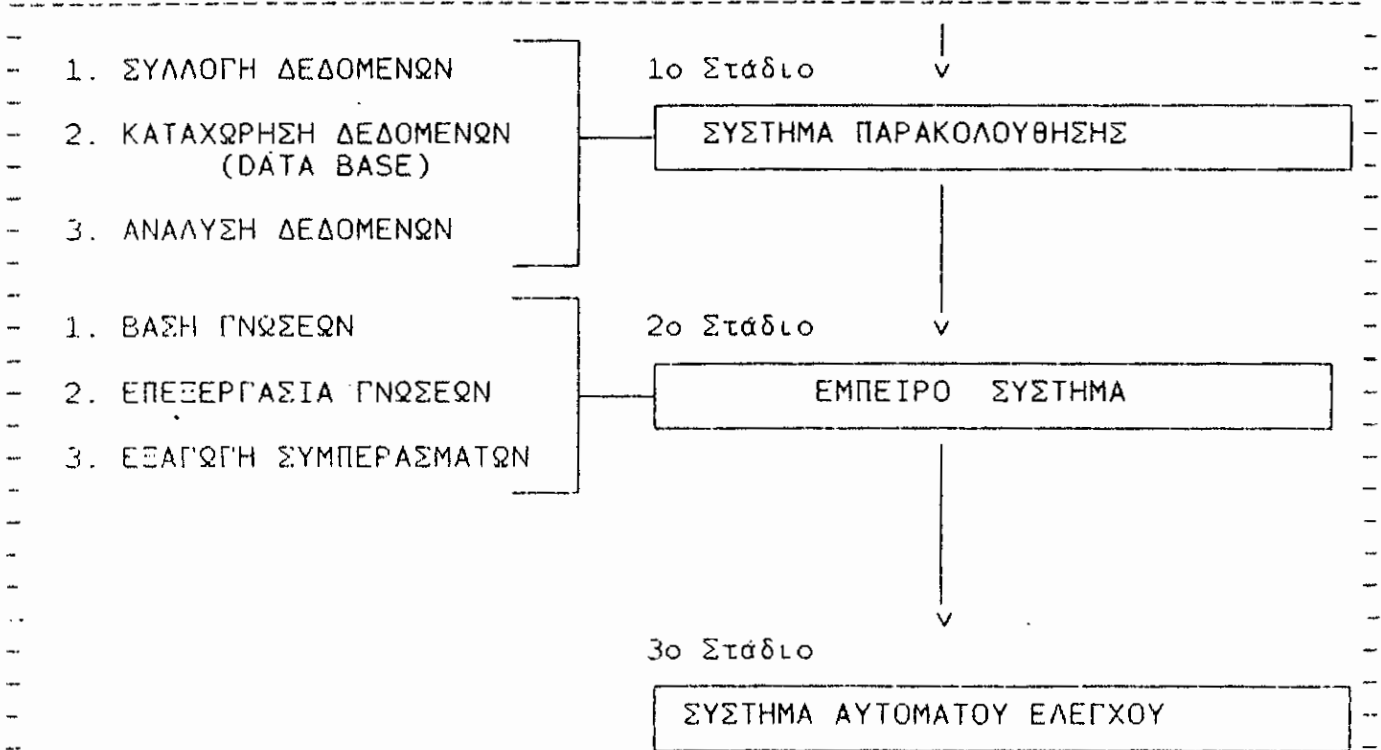 1. ΣΥΛΛΟΓΗ ΔΕΔΟΜΕΝΩΝ
2. ΚΑΤΑΧΩΡΗΣΗ ΔΕΔΟΜΕΝΩΝ
(DATA BASE)
3. ΑΝΑΛΥΣΗ ΔΕΔΟΜΕΝΩΝ
1ο Στάδιο
ΣΥΣΤΗΜΑ ΠΑΡΑΚΟΛΟΥΘΗΣΗΣ
1. ΒΑΣΗ ΓΝΩΣΕΩΝ
2. ΕΠΕΞΕΡΓΑΣΙΑ ΓΝΩΣΕΩΝ
3. ΕΞΑΓΩΓΗ ΣΥΜΠΕΡΑΣΜΑΤΩΝ
2ο Στάδιο
ΕΜΠΕΙΡΟ ΣΥΣΤΗΜΑ
3ο Στάδιο
ΣΥΣΤΗΜΑ ΑΥΤΟΜΑΤΟΥ ΕΛΕΓΧΟΥ